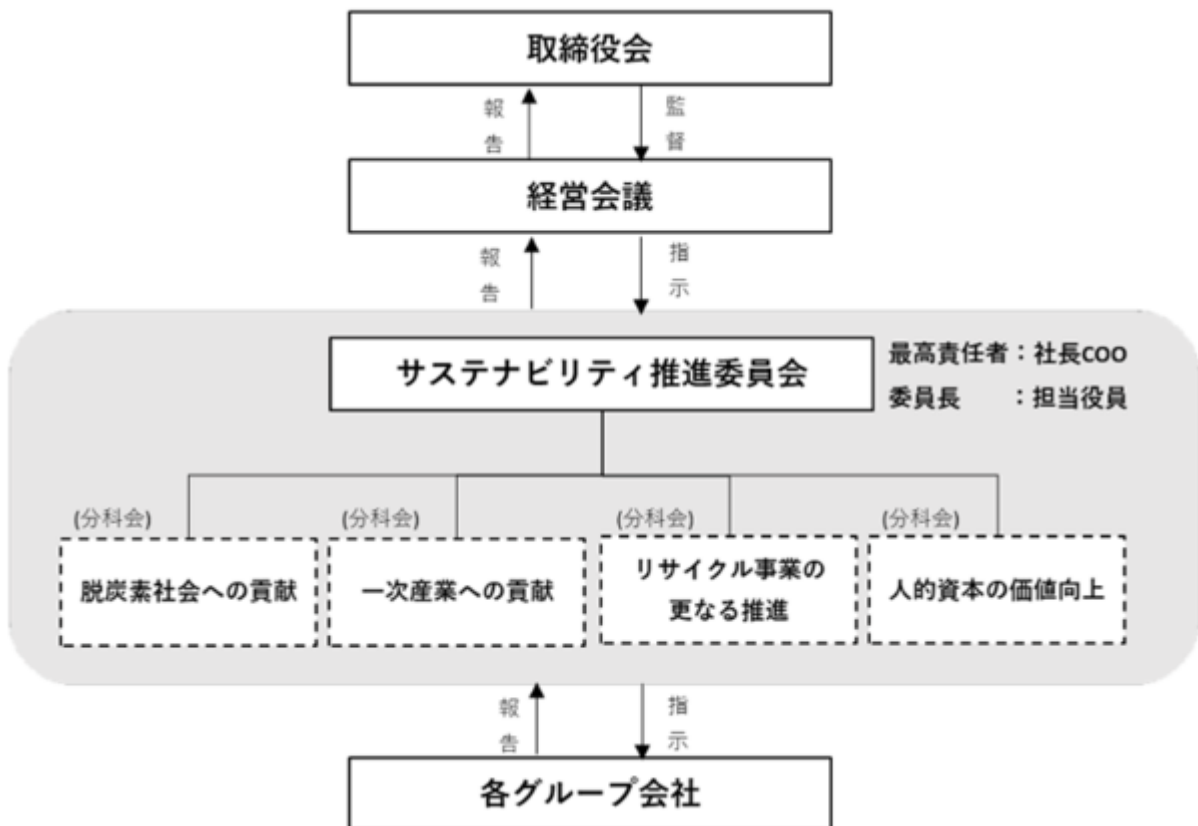 取締役会
報告
監督
経営会議
報告
指示
サステナビリティ推進委員会
最高責任者：社長COO
委員長　　：担当役員
(分科会)
脱炭素社会への貢献
(分科会)
一次産業への貢献
(分科会)
リサイクル事業の
更なる推進
(分科会)
人的資本の価値向上
報告
指示
各グループ会社